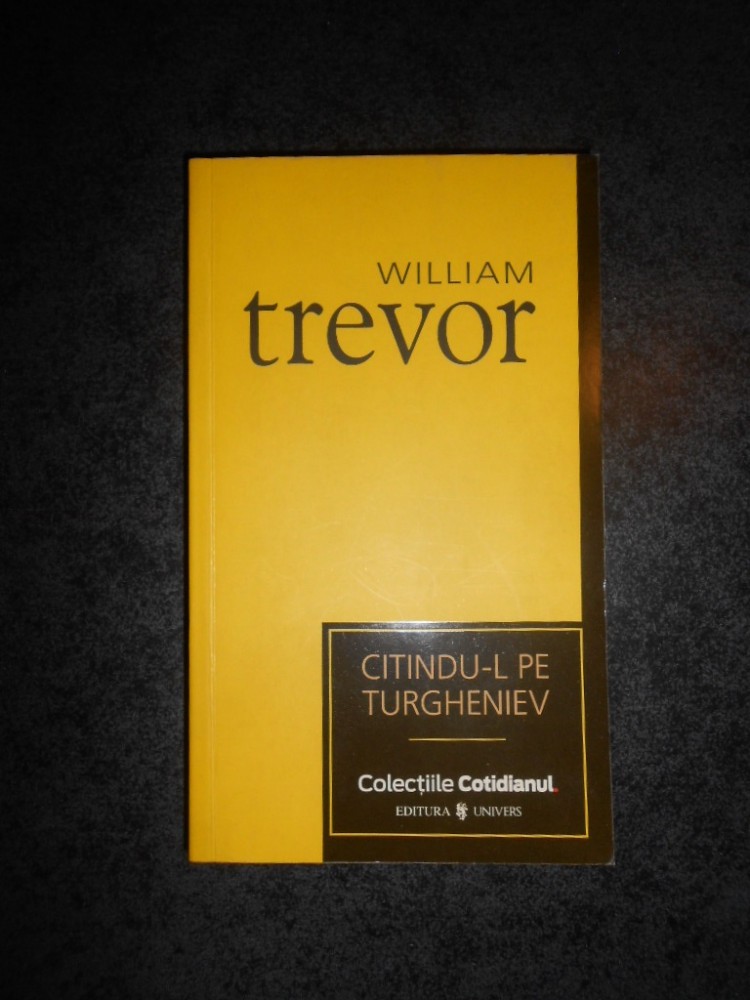 WILLIAM
trevor
CITINDU-L PE
TURGHENIEV
Colecțiile Cotidianul.
EDITURA UNIVERS